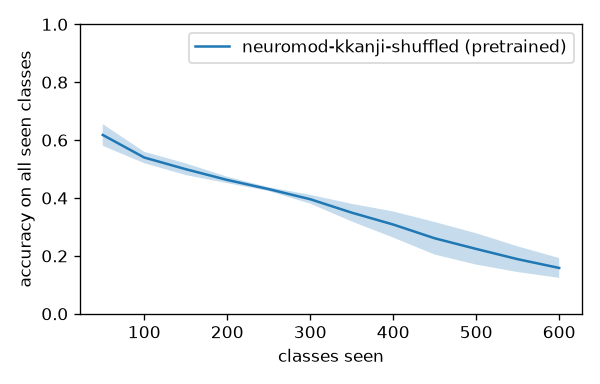 neuromod-kkanji-shuffled (pretrained)
accuracy on all seen classes
1.0
0.8
0.6
0.4
0.2
0.0
100 200 300 400 500 600
classes seen